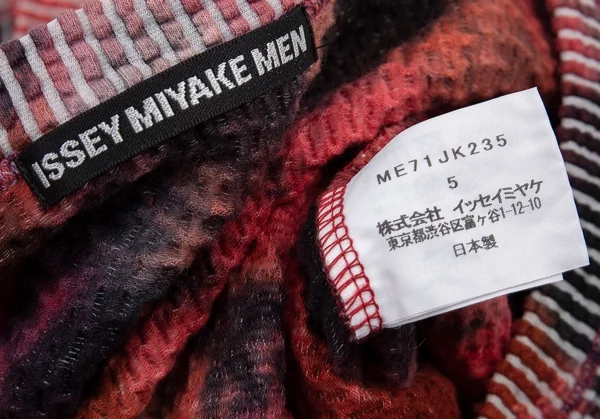 ISSEY MIYAKE MEN
ME71JK235
5
株式会社 イッセイミヤケ
東京都渋谷区富ヶ谷1-12-10
日本製